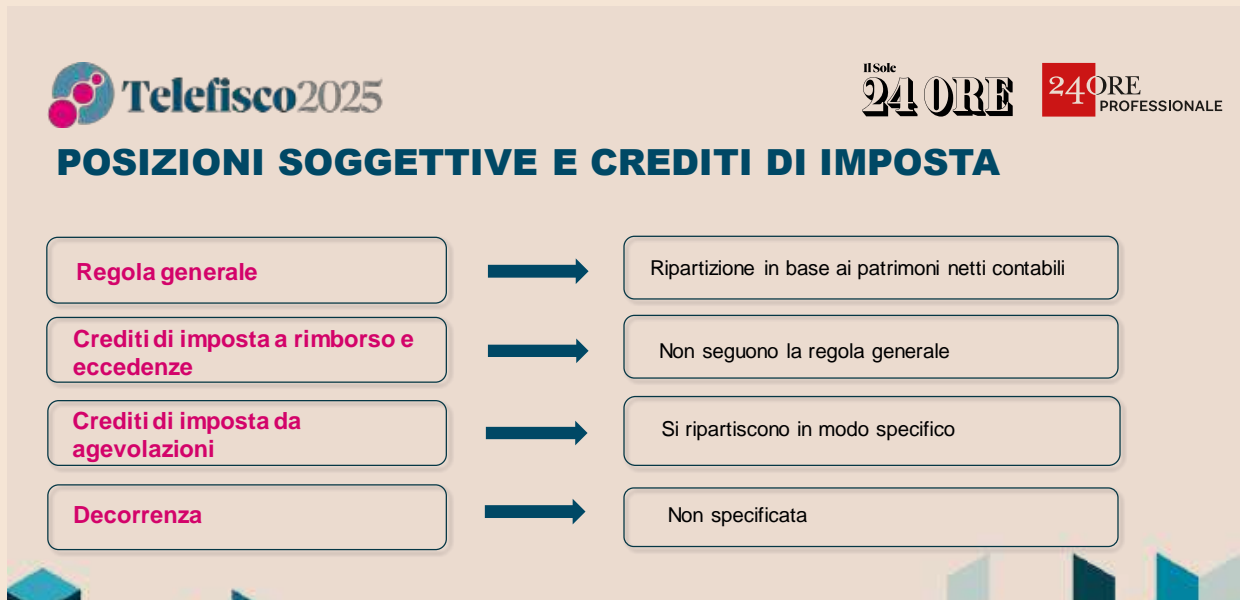 Telefisco2025
Il Sole
24 ORE
24ORE
PROFESSIONALE
POSIZIONI SOGGETTIVE E CREDITI DI IMPOSTA
Regola generale
Ripartizione in base ai patrimoni netti contabili
Crediti di imposta a rimborso e
eccedenze
Non seguono la regola generale
Crediti di imposta da
agevolazioni
Si ripartiscono in modo specifico
Decorrenza
Non specificata